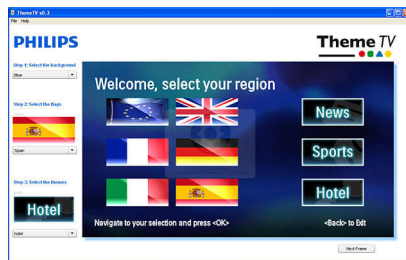 ThemeTV v0.3
File Help
PHILIPS
Theme TV
Step 1: Select the background
Blue
Welcome, select your region
News
Step 2: Select the flags
Sports
Spain
Step 3: Select the themes
Hotel
Hotel
Navigate to your selection and press <OK>
<Back> to Exit
Hotel
Next Frame